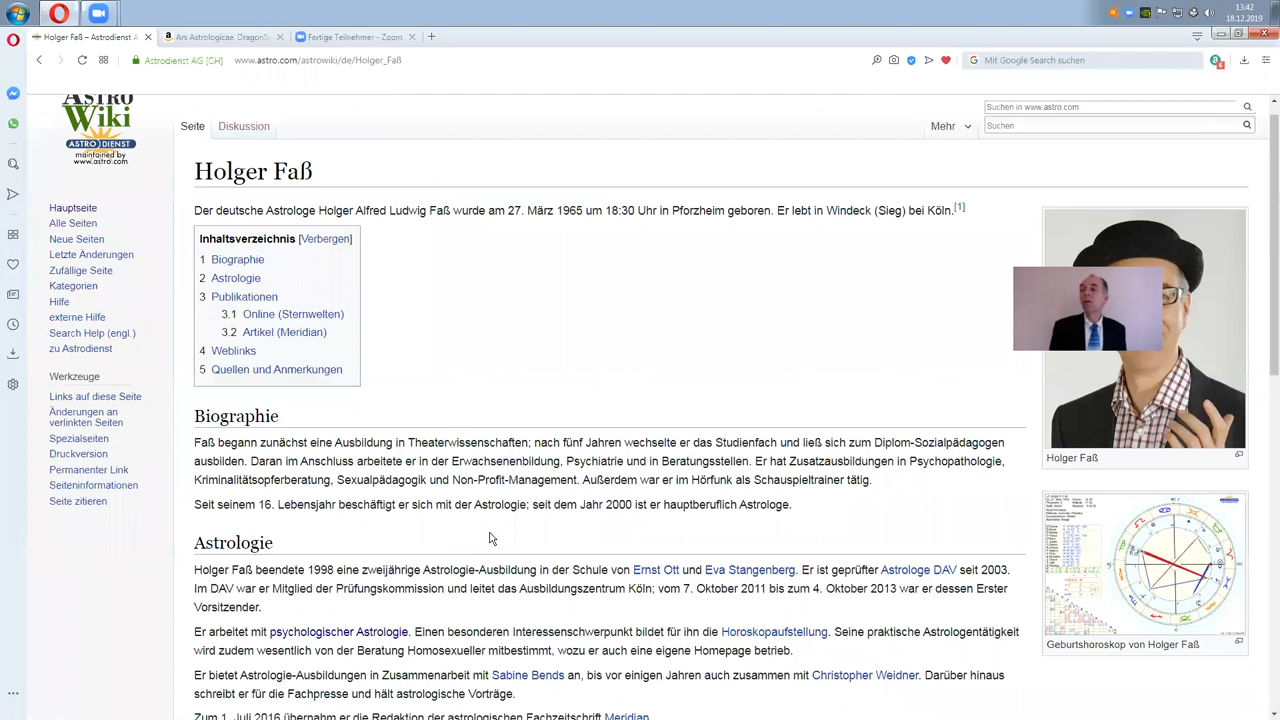 13:42
18.12.2019
Holger Faß – Astrodienst A
Ars Astrologicae. DragonSp
Fertige Teilnehmer - Zoom
Astrodienst AG [CH]
www.astro.com/astrowiki/de/Holger_Faß
Mit Google Search suchen
ASTRO
Wiki
ASTRO DIENST
maintained by
www.astro.com
Seite
Diskussion
Mehr
Suchen in www.astro.com
Suchen
Hauptseite
Alle Seiten
Neue Seiten
Letzte Änderungen
Zufällige Seite
Kategorien
Hilfe
externe Hilfe
Search Help (engl.)
zu Astrodienst
Werkzeuge
Links auf diese Seite
Änderungen an
verlinkten Seiten
Spezialseiten
Druckversion
Permanenter Link
Seiteninformationen
Seite zitieren
Holger Faß
Der deutsche Astrologe Holger Alfred Ludwig Faß wurde am 27. März 1965 um 18:30 Uhr in Pforzheim geboren. Er lebt in Windeck (Sieg) bei Köln.[1]
Inhaltsverzeichnis [Verbergen]
1 Biographie
2 Astrologie
3 Publikationen
3.1 Online (Sternwelten)
3.2 Artikel (Meridian)
4 Weblinks
5 Quellen und Anmerkungen
Holger Faß
Geburtshoroskop von Holger Faß
Biographie
Faß begann zunächst eine Ausbildung in Theaterwissenschaften; nach fünf Jahren wechselte er das Studienfach und ließ sich zum Diplom-Sozialpädagogen
ausbilden. Daran im Anschluss arbeitete er in der Erwachsenenbildung, Psychiatrie und in Beratungsstellen. Er hat Zusatzausbildungen in Psychopathologie,
Kriminalitätsopferberatung, Sexualpädagogik und Non-Profit-Management. Außerdem war er im Hörfunk als Schauspieltrainer tätig.
Seit seinem 16. Lebensjahr beschäftigt er sich mit der Astrologie; seit dem Jahr 2000 ist er hauptberuflich Astrologe.
Astrologie
Holger Faß beendete 1998 eine zweijährige Astrologie-Ausbildung in der Schule von Ernst Ott und Eva Stangenberg. Er ist geprüfter Astrologe DAV seit 2003.
Im DAV war er Mitglied der Prüfungskommission und leitet das Ausbildungszentrum Köln; vom 7. Oktober 2011 bis zum 4. Oktober 2013 war er dessen Erster
Vorsitzender.
Er arbeitet mit psychologischer Astrologie. Einen besonderen Interessenschwerpunkt bildet für ihn die Horoskopaufstellung. Seine praktische Astrologentätigkeit
wird zudem wesentlich von der Beratung Homosexueller mitbestimmt, wozu er auch eine eigene Homepage betrieb.
Er bietet Astrologie-Ausbildungen in Zusammenarbeit mit Sabine Bends an, bis vor einigen Jahren auch zusammen mit Christopher Weidner. Darüber hinaus
schreibt er für die Fachpresse und hält astrologische Vorträge.
Zum 1. Juli 2016 übernahm er die Redaktion der astrologischen Fachzeitschrift Meridian.